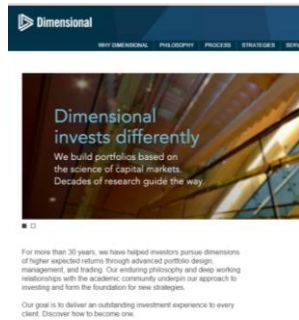 Dimensional
WHY DIMENSIONAL PHILOSOPHY PROCESS STRATEGIES
Dimensional
invests differently
We build portfolios based on
the science of capital markets.
Decades of research guide the way.
For more than 30 years, we have helped investors pursue dimensions
of higher expected returns through advanced portfolio design,
management, and trading. Our enduring philosophy and deep working
relationships with the academic community underpin our approach to
investing and form the foundation for new strategies.
Our goal is to deliver an outstanding investment experience to every
client. Discover how to become one.